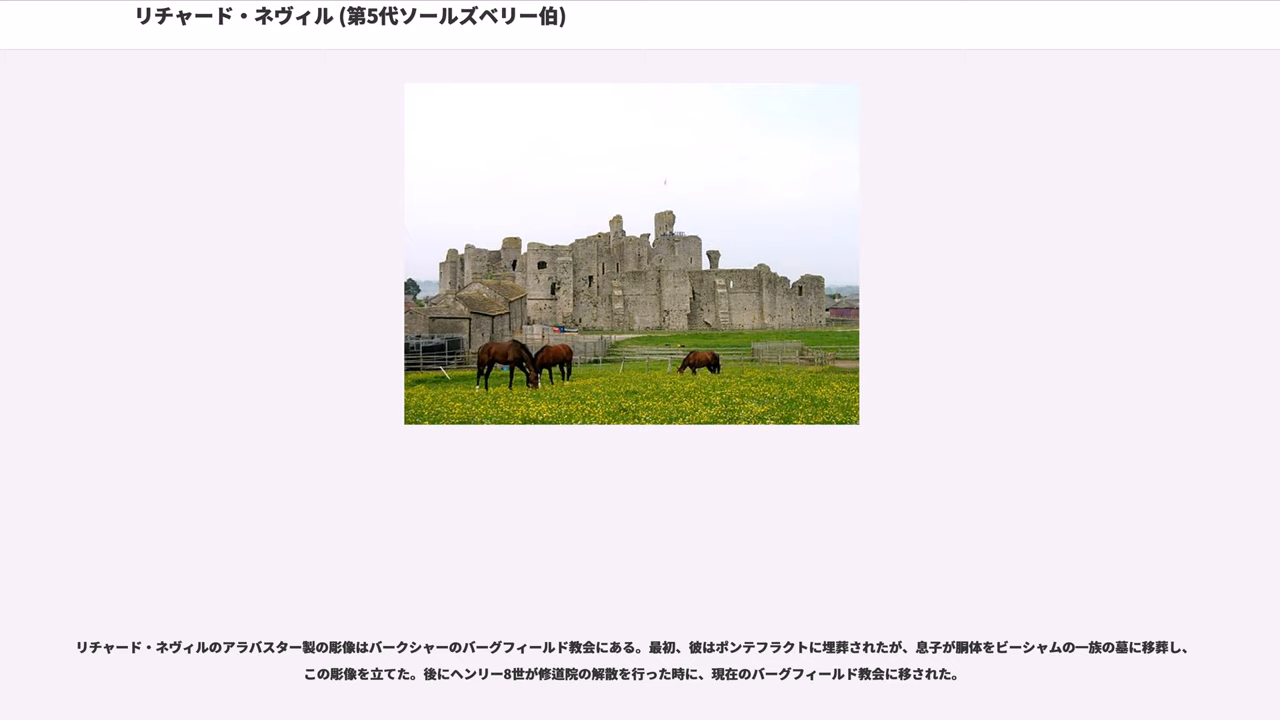 リチャード・ネヴィル (第5代ソールズベリー伯)
リチャード・ネヴィルのアラバスター製の彫像はバークシャーのバーグフィールド教会にある。最初、彼はポンテフラクトに埋葬されたが、息子が胴体をビーシャムの一族の墓に移葬し、
この彫像を立てた。後にヘンリー8世が修道院の解散を行った時に、現在のバーグフィールド教会に移された。